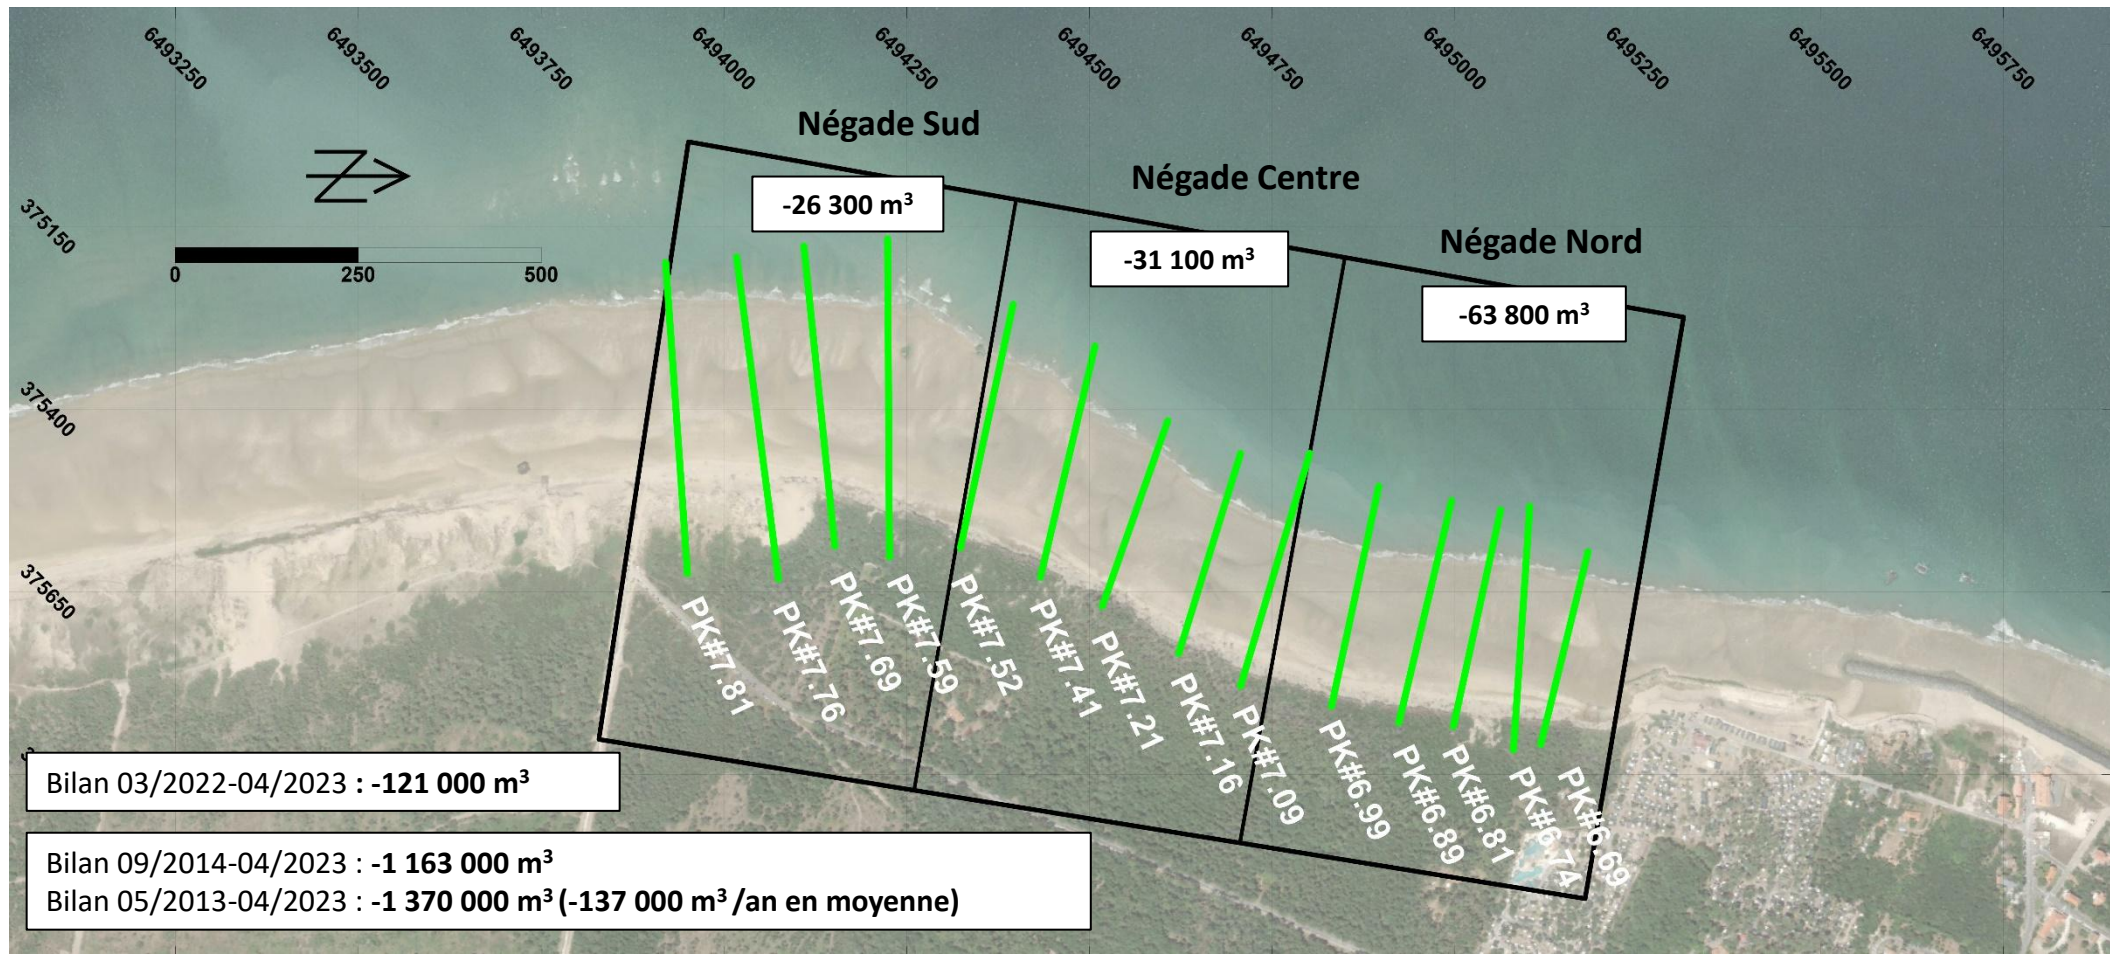 6493250
6493500
6493750
6494000
6494250
6494500
6494750
6495000
6495250
6495500
6495750
Négade Sud
-26 300 m³
Négade Centre
-31 100 m³
Négade Nord
-63 800 m³
N
0 250 500
375150
375400
375650
PK#7.81
PK#7.76
PK#7.69
PK#7.59
PK#7.52
PK#7.41
PK#7.21
PK#7.16
PK#7.09
PK#6.99
PK#6.89
PK#6.81
PK#6.74
PK#6.69
Bilan 03/2022-04/2023 : -121 000 m³
Bilan 09/2014-04/2023 : -1 163 000 m³
Bilan 05/2013-04/2023 : -1 370 000 m³ (-137 000 m³/an en moyenne)